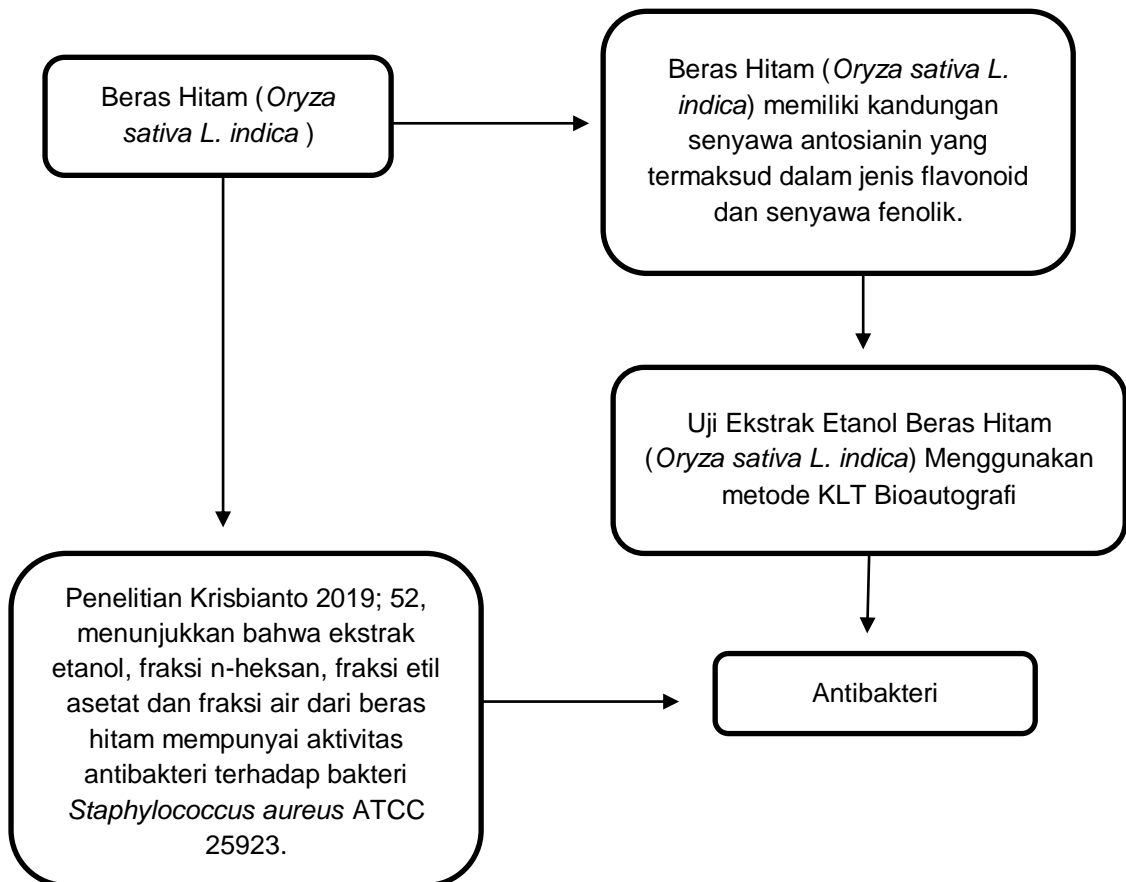 Beras Hitam (Oryza
sativa L. indica )
Beras Hitam (Oryza sativa L.
indica) memiliki kandungan
senyawa antosianin yang
termaksud dalam jenis flavonoid
dan senyawa fenolik.
Uji Ekstrak Etanol Beras Hitam
(Oryza sativa L. indica) Menggunakan
metode KLT Bioautografi
Penelitian Krisbianto 2019; 52,
menunjukkan bahwa ekstrak
etanol, fraksi n-heksan, fraksi etil
asetat dan fraksi air dari beras
hitam mempunyai aktivitas
antibakteri terhadap bakteri
Staphylococcus aureus ATCC
25923.
Antibakteri